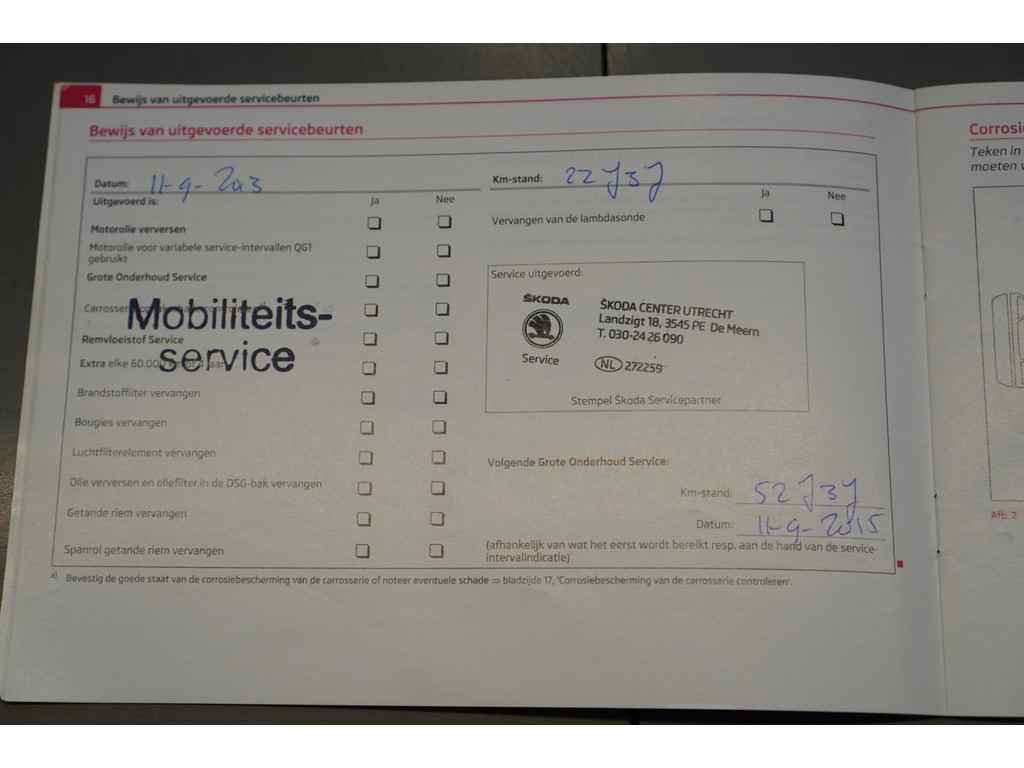 16 Bewijs van uitgevoerde servicebeurten
Bewijs van uitgevoerde servicebeurten
Datum: 11-9-2013
Uitgevoerd is: Ja Nee
Motorolie verversen
Motorolie voor variabele service-intervallen QG1
gebruikt
Grote Onderhoud Service
Mobiliteits-
service
Remvloeistof Service
Extra elke 60.000
Brandstoffilter vervangen
Bougies vervangen
Luchtfilterelement vervangen
Olie verversen en oliefilter in de DSG-bak vervangen
Getande riem vervangen
Spanrol getande riem vervangen
Km-stand:
Ja Nee
Vervangen van de lambdasonde
Service uitgevoerd:
ŠKODA
Service
ŠKODA CENTER UTRECHT
Landzigt 18, 3545 PE De Meern
T. 030-24 26 090
NL 272259
Stempel Škoda Servicepartner
Volgende Grote Onderhoud Service:
Km-stand:
Datum: 11-9-2015
(afhankelijk van wat het eerst wordt bereikt resp. aan de hand van de service-
intervalindicatie)
a) Bevestig de goede staat van de corrosiebescherming van de carrosserie of noteer eventuele schade ⇒ bladzijde 17, 'Corrosiebescherming van de carrosserie controleren'.
Teken in
moeten
Afb. 2